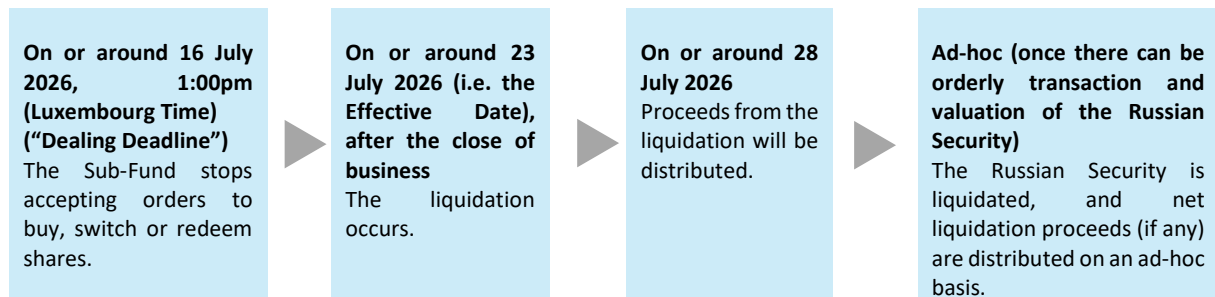 On or around 16 July
2026, 1:00pm
(Luxembourg Time)
(“Dealing Deadline”)
The Sub-Fund stops
accepting orders to
buy, switch or redeem
shares.
On or around 23
July 2026 (i.e. the
Effective Date),
after the close of
business
The liquidation
occurs.
On or around 28
July 2026
Proceeds from the
liquidation will be
distributed.
Ad-hoc (once there can be
orderly transaction and
valuation of the Russian
Security)
The Russian Security is
liquidated, and net
liquidation proceeds (if any)
are distributed on an ad-hoc
basis.